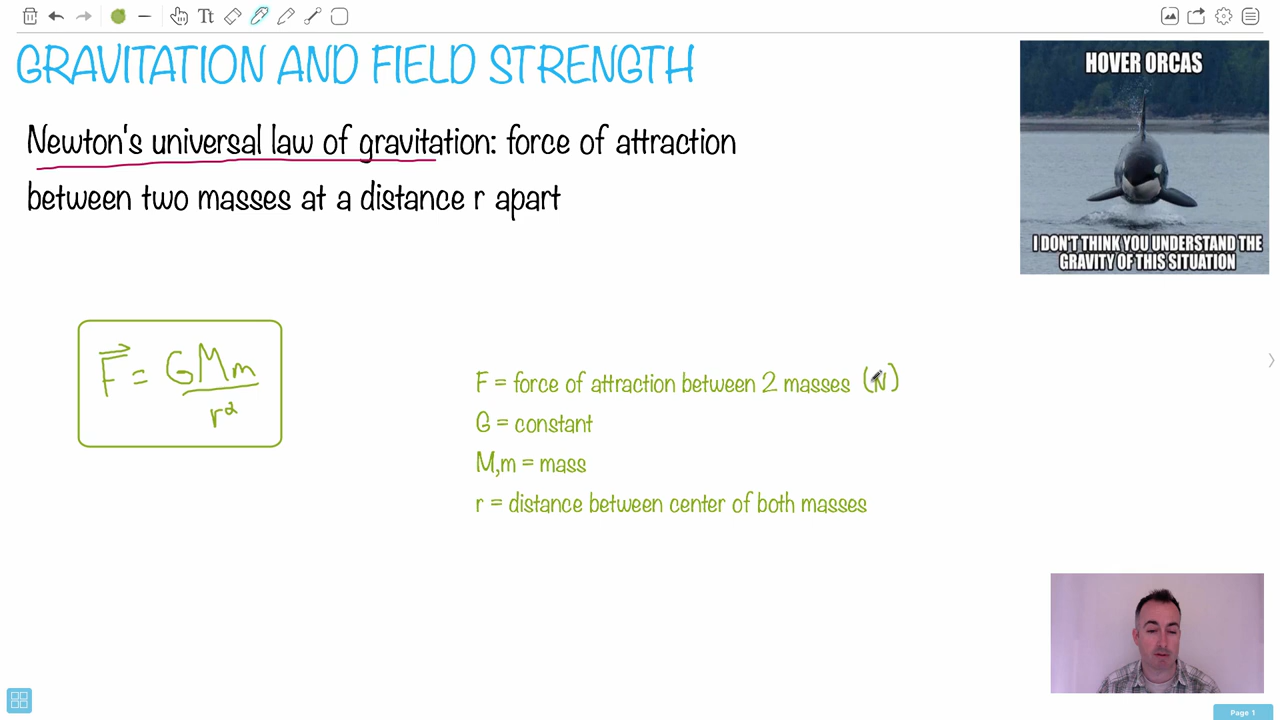 GRAVITATION AND FIELD STRENGTH
Newton's universal law of gravitation: force of attraction
between two masses at a distance r apart
HOVER ORCAS
I DON'T THINK YOU UNDERSTAND THE
GRAVITY OF THIS SITUATION
F = GMm
r²
F = force of attraction between 2 masses (N)
G = constant
M,m = mass
r = distance between center of both masses
Tt
Page 1